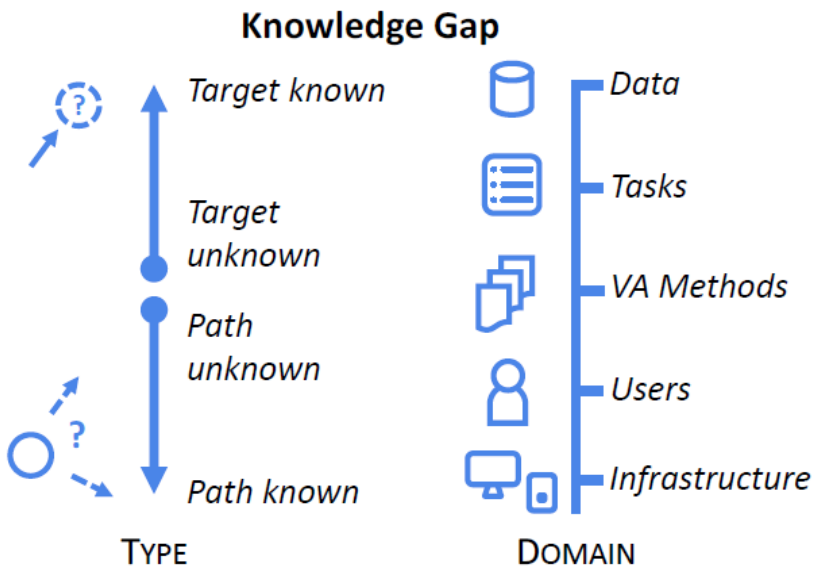 Knowledge Gap
Target known
Target
unknown
Path
unknown
Path known
TYPE
?
?
Data
Tasks
VA Methods
Users
Infrastructure
DOMAIN